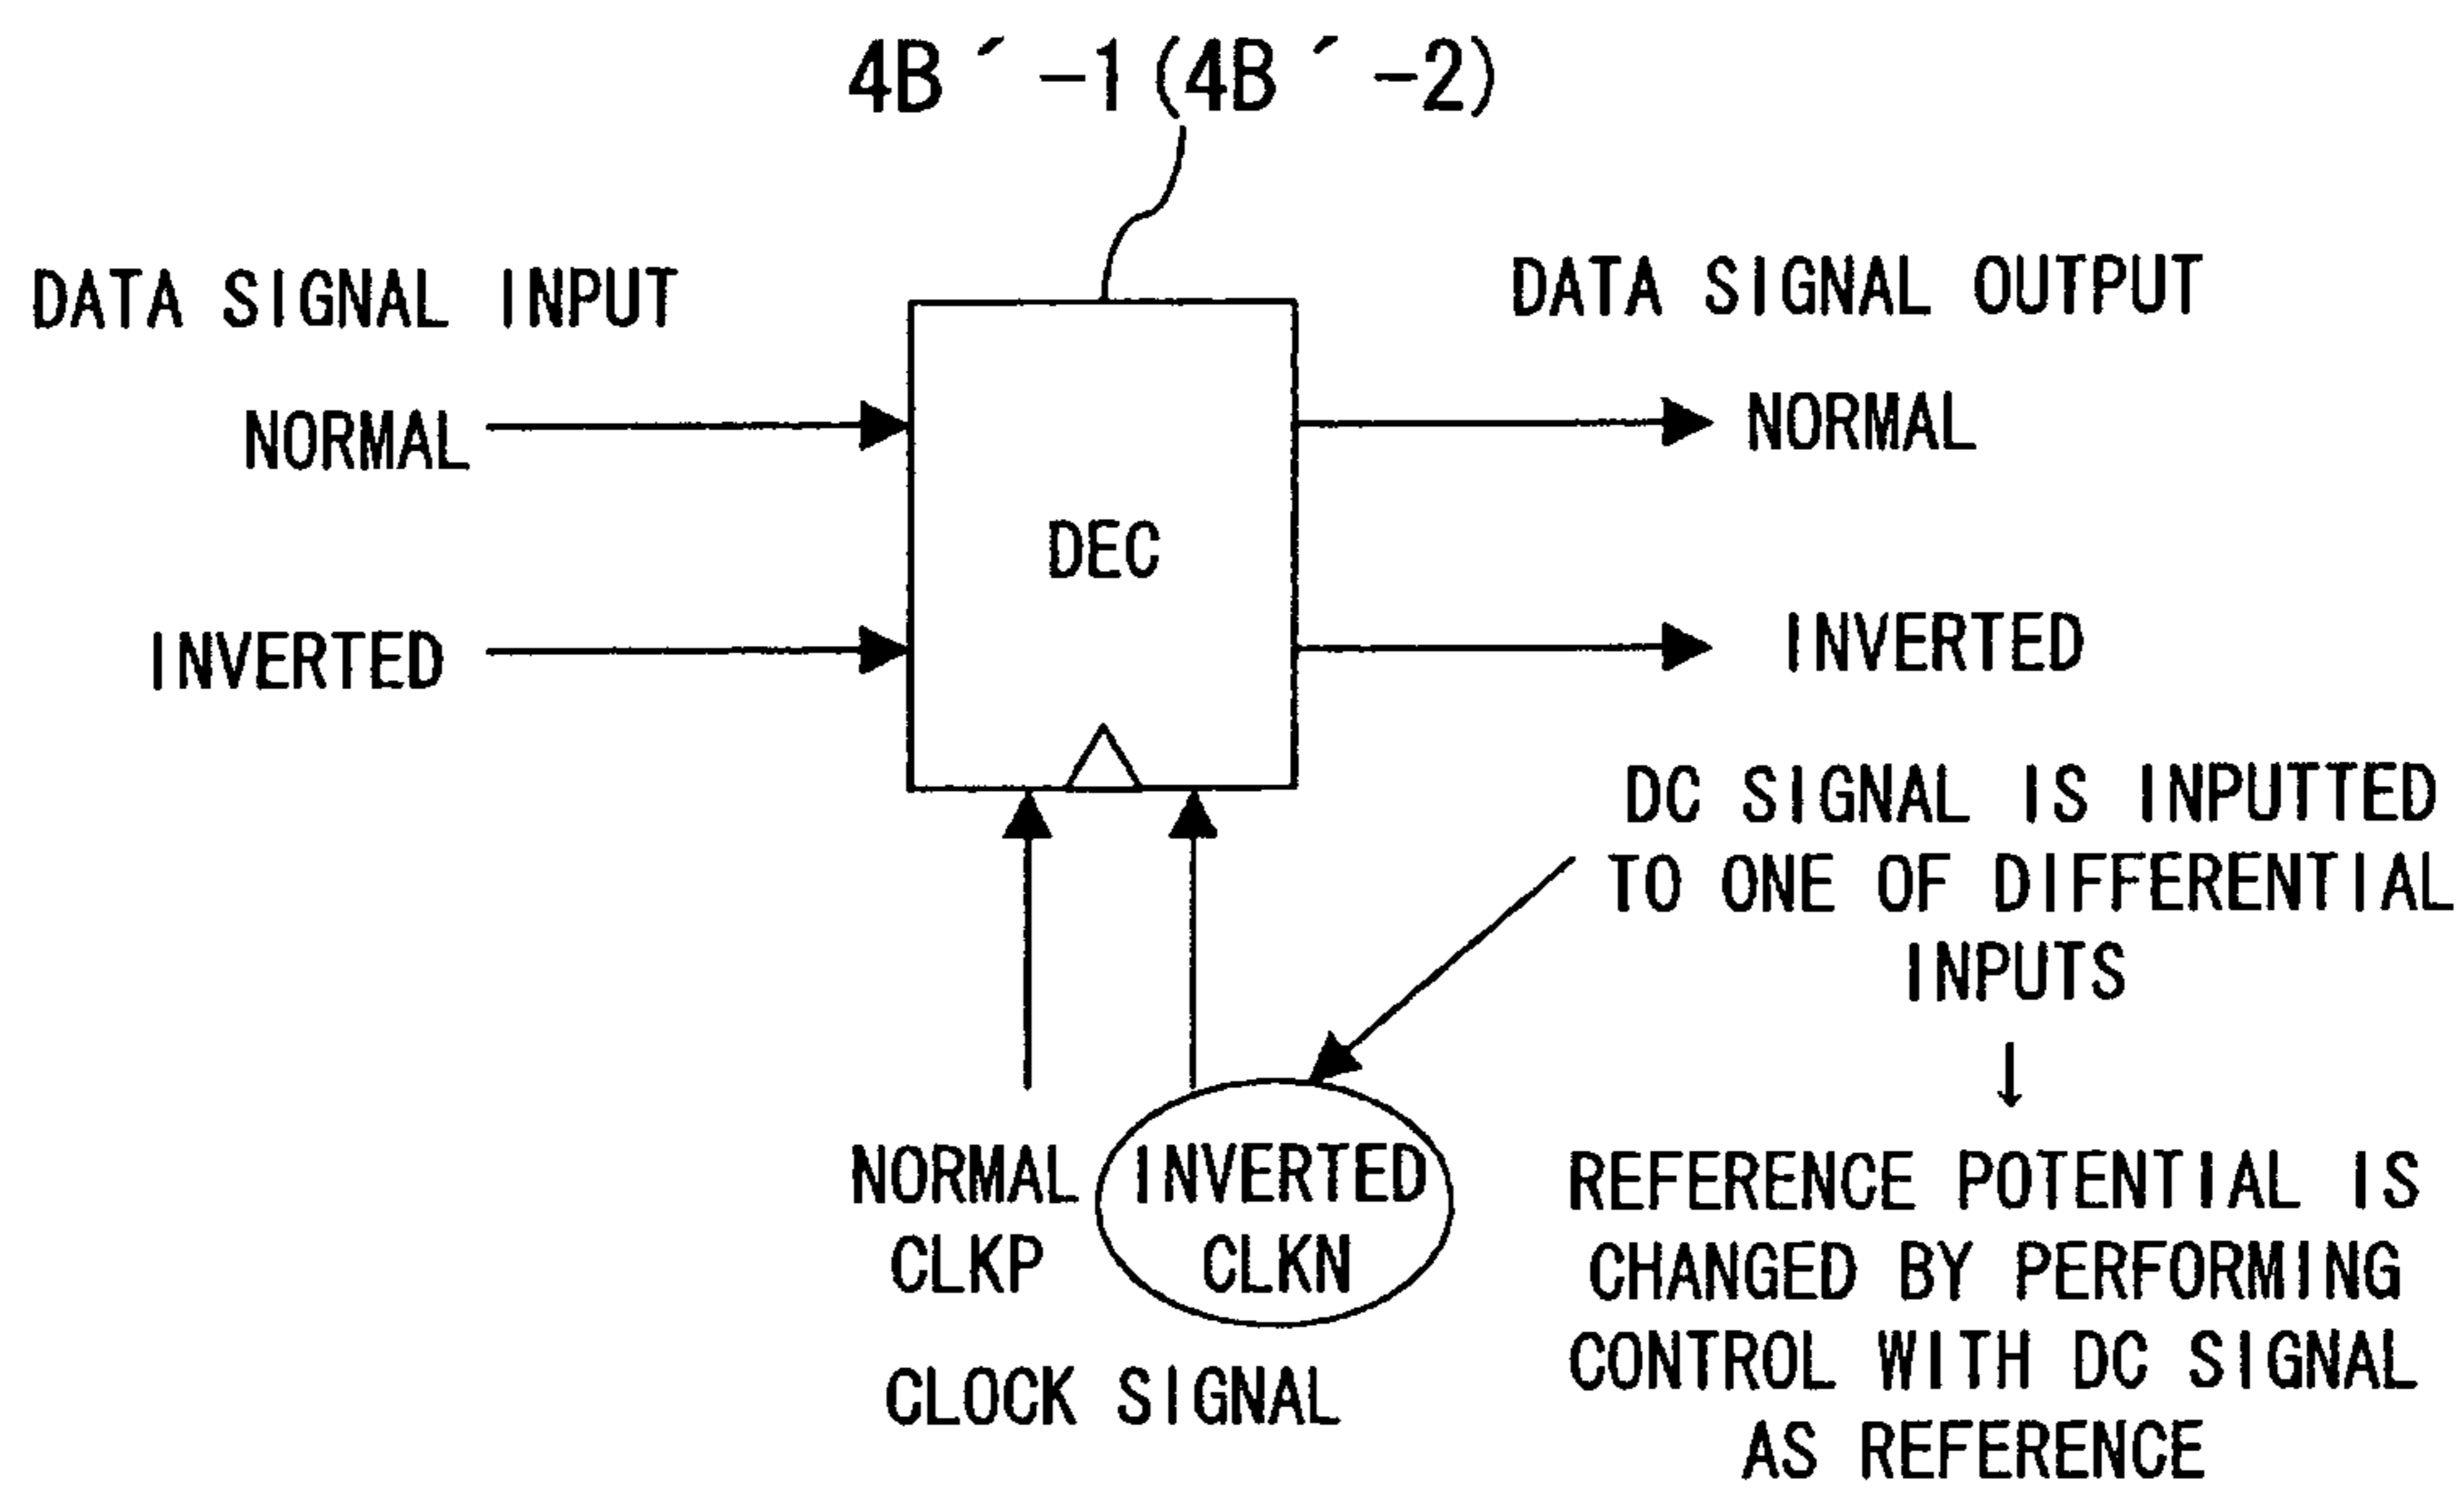 4B´-1(4B´-2)
DATA SIGNAL INPUT
DATA SIGNAL OUTPUT
NORMAL
NORMAL
DEC
INVERTED
INVERTED
DC SIGNAL IS INPUTTED
TO ONE OF DIFFERENTIAL
INPUTS
↓
REFERENCE POTENTIAL IS
CHANGED BY PERFORMING
CONTROL WITH DC SIGNAL
AS REFERENCE
NORMAL
CLKP
INVERTED
CLKN
CLOCK SIGNAL